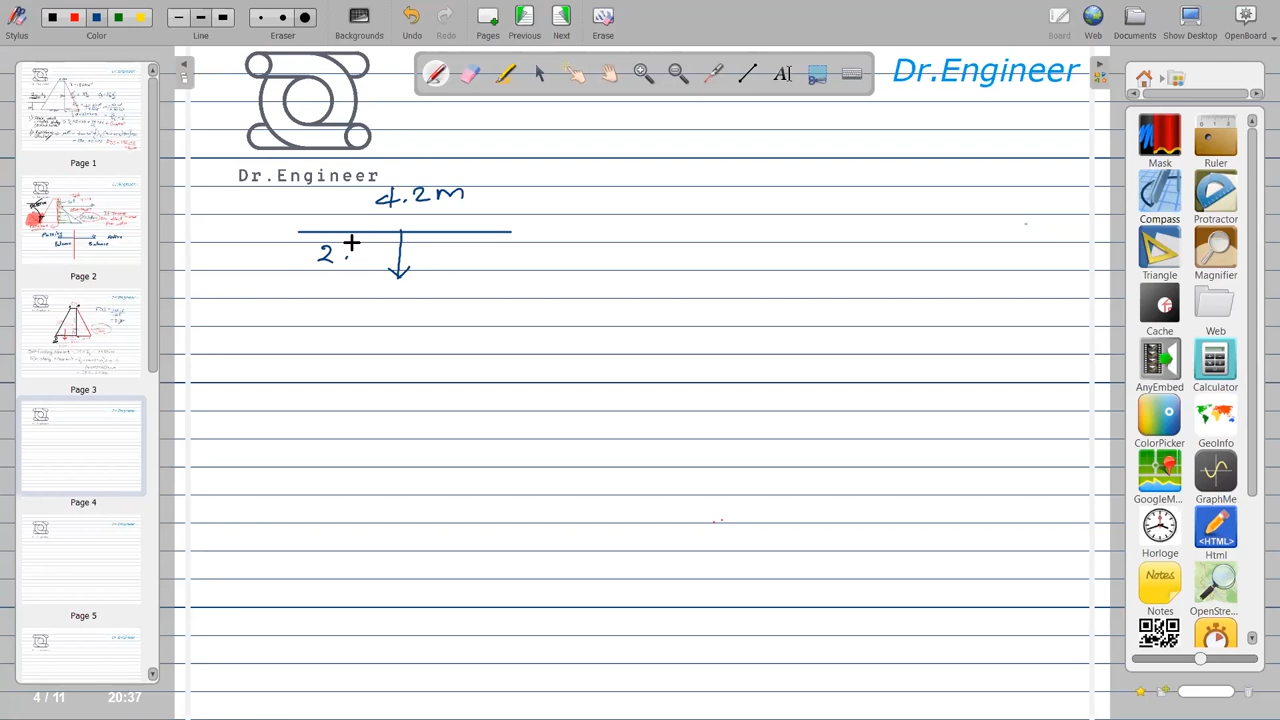 Stylus
Color
Line
Eraser
Backgrounds
Undo
Redo
Pages
Previous
Next
Erase
Board
Web
Documents
Show Desktop
OpenBoard
Dr.Engineer
Dr.Engineer
4.2m
2.
Page 1
Page 2
Page 3
Page 4
Page 5
4 / 11
20:37
Mask
Ruler
Compass
Protractor
Triangle
Magnifier
Cache
Web
AnyEmbed
Calculator
ColorPicker
GeoInfo
GoogleM...
GraphMe
<HTML>
Horloge
Html
Notes
Notes
OpenStre...